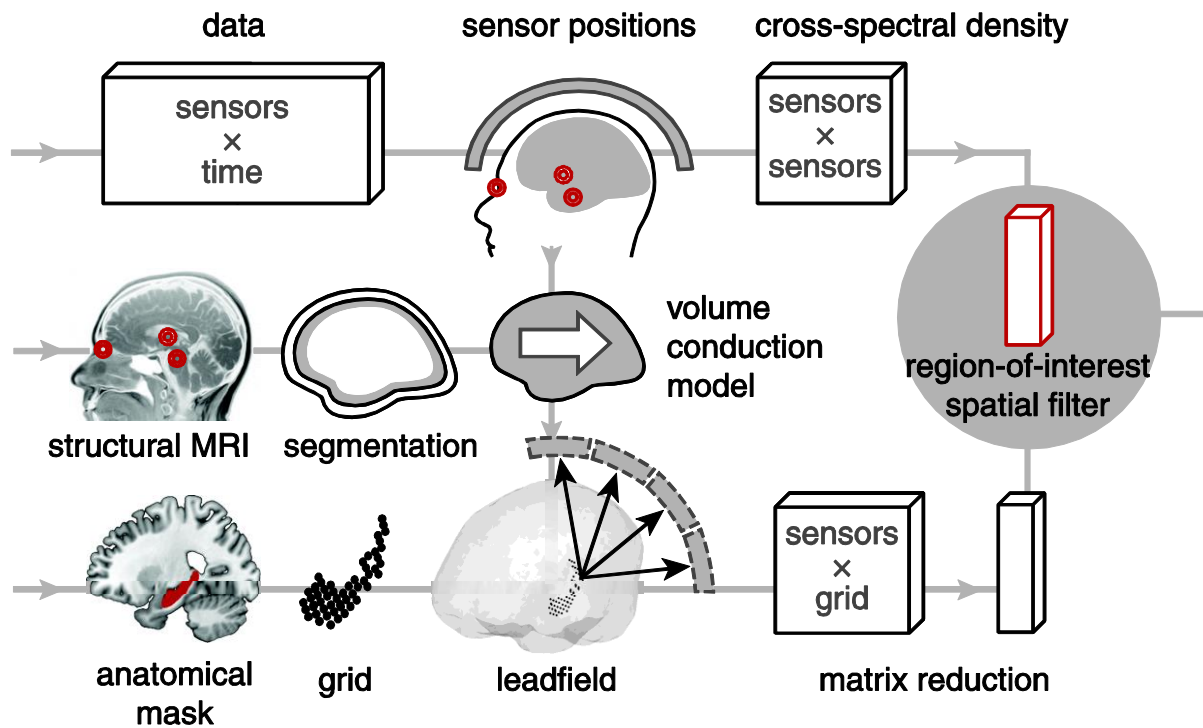 data
sensor positions
cross-spectral density
sensors
×
time
sensors
×
sensors
volume
conduction
model
region-of-interest
spatial filter
structural MRI
segmentation
sensors
×
grid
anatomical
mask
grid
leadfield
matrix reduction